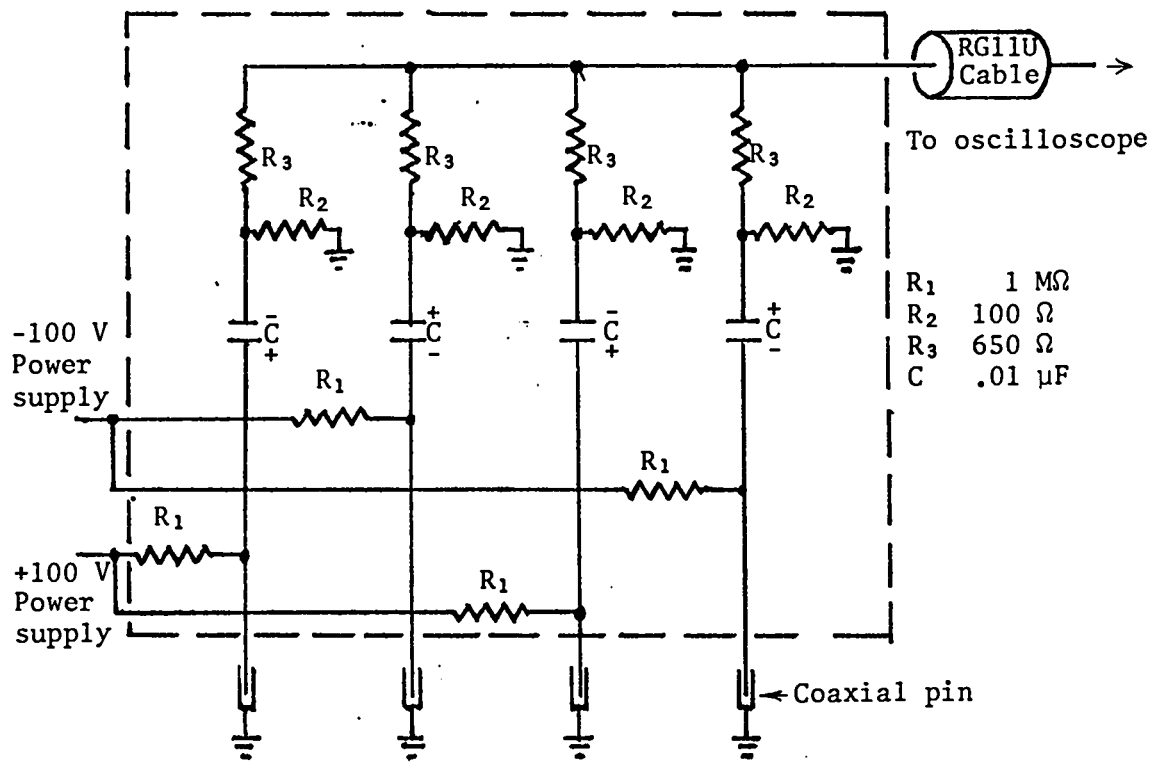 RG11U
Cable
To oscilloscope
R3
R3
R3
R3
R2
R2
R2
R2
R1 1 MΩ
R2 100 Ω
R3 650 Ω
C .01 μF
-
C
+
+
C
-
-
C
+
+
C
-
-100 V
Power
supply
R1
R1
R1
+100 V
Power
supply
R1
Coaxial pin